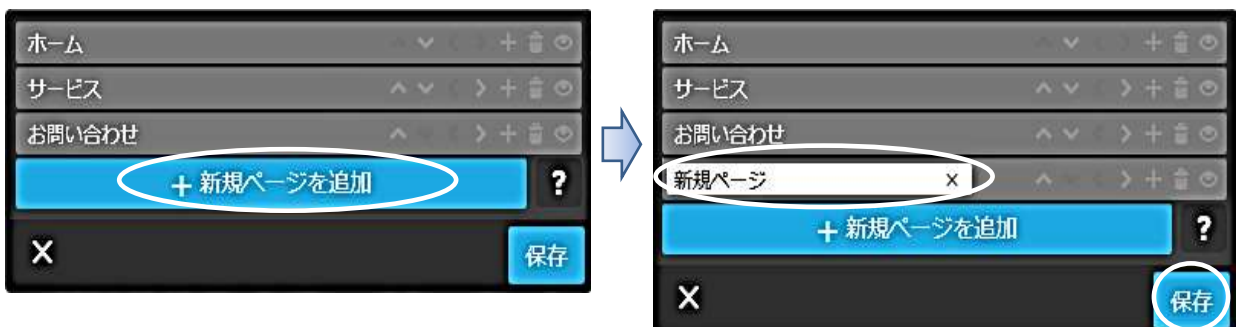 ホーム
サービス
お問い合わせ
+ 新規ページを追加 ?
X 保存
ホーム
サービス
お問い合わせ
新規ページ x
+ 新規ページを追加 ?
X 保存